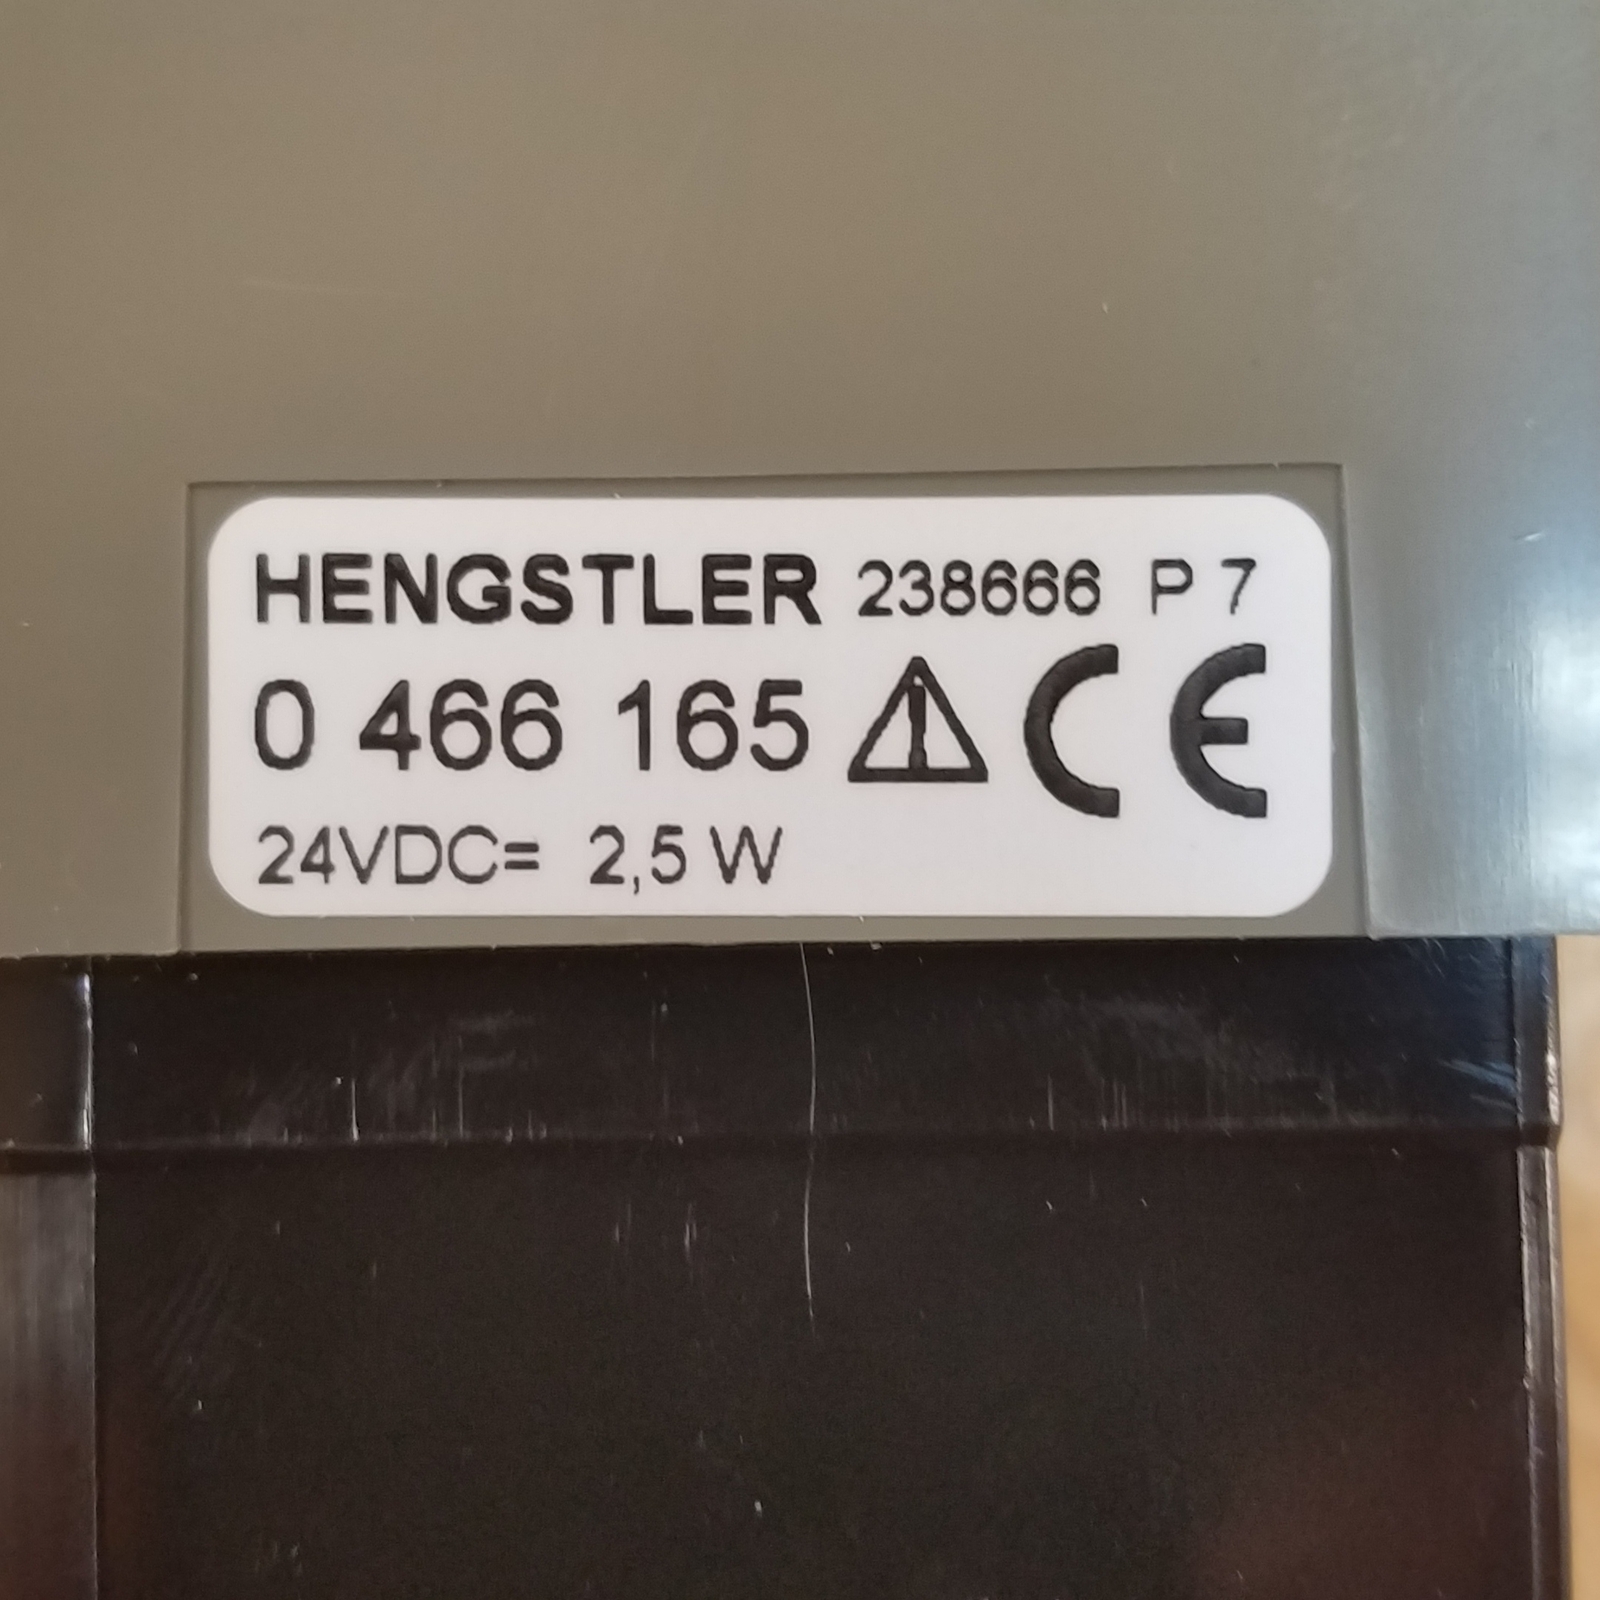 HENGSTLER 238666 P 7
0 466 165 ⚠ CE
24VDC= 2,5 W